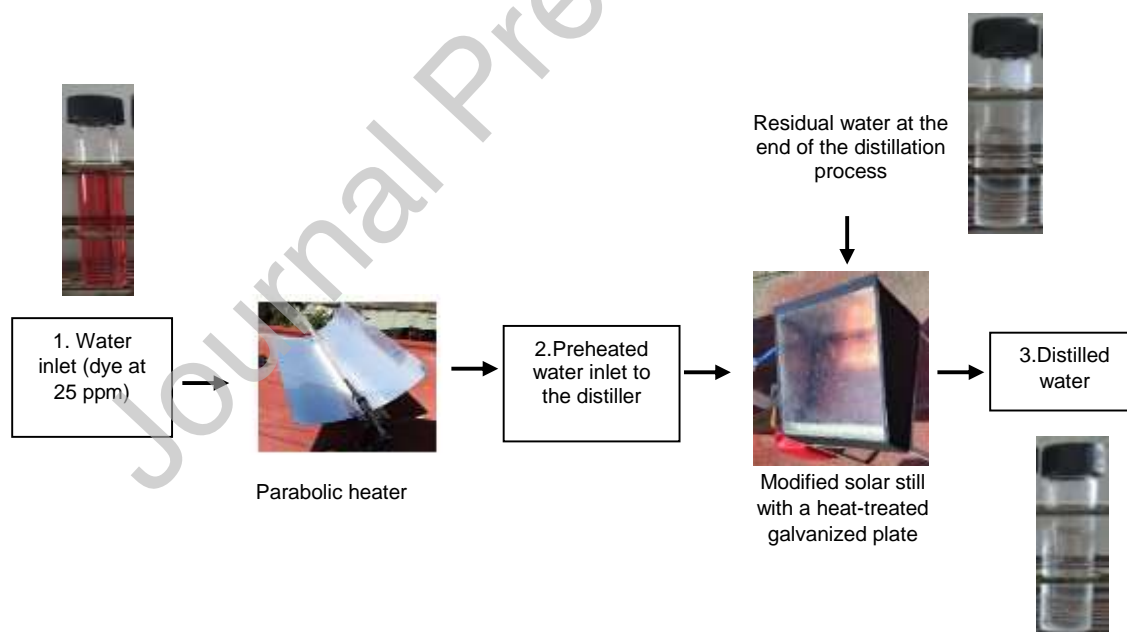 Journal Pre
Residual water at the
end of the distillation
process
1. Water
inlet (dye at
25 ppm)
Parabolic heater
2.Preheated
water inlet to
the distiller
Modified solar still
with a heat-treated
galvanized plate
3.Distilled
water